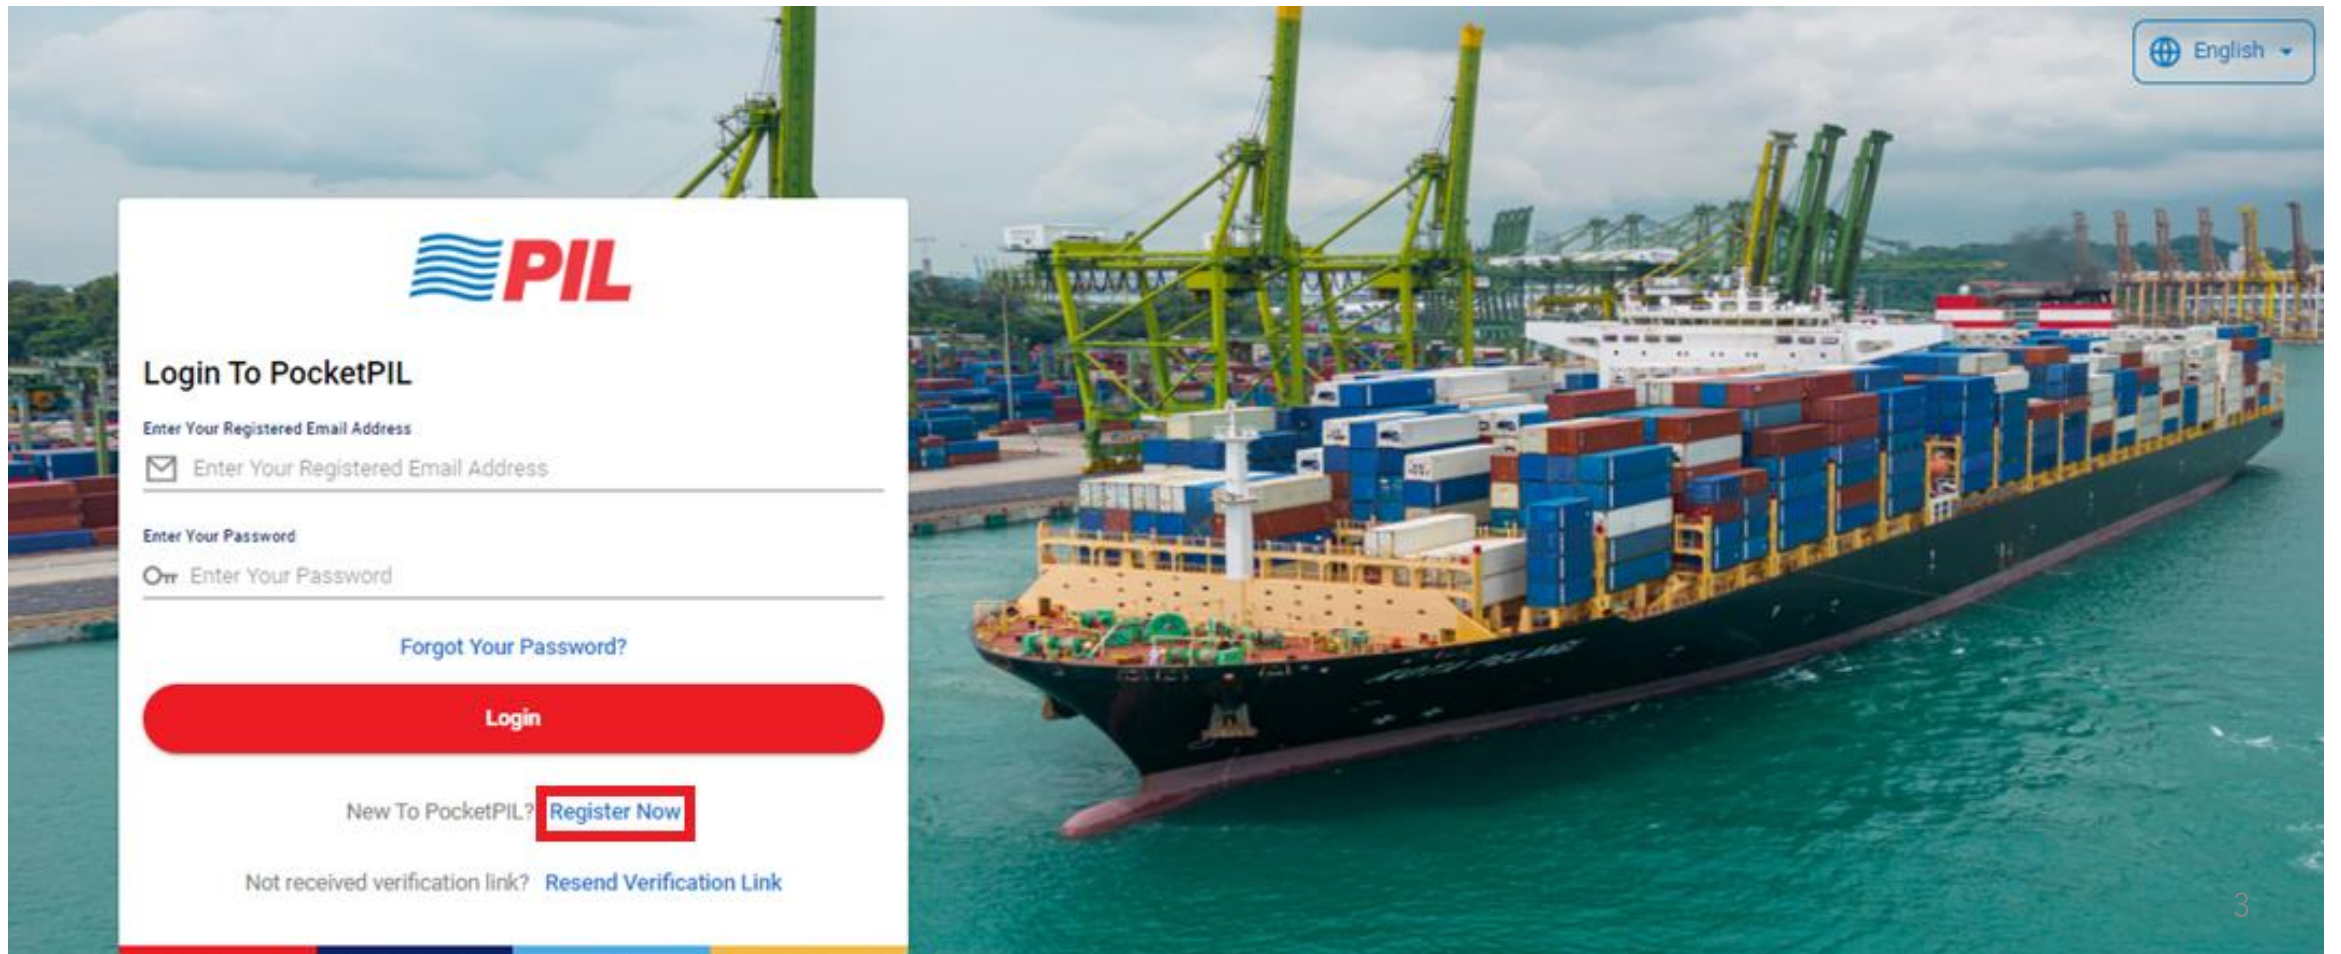 English
PIL
Login To PocketPIL
Enter Your Registered Email Address
Enter Your Registered Email Address
Enter Your Password
Enter Your Password
Forgot Your Password?
Login
New To PocketPIL? Register Now
Not received verification link? Resend Verification Link
3